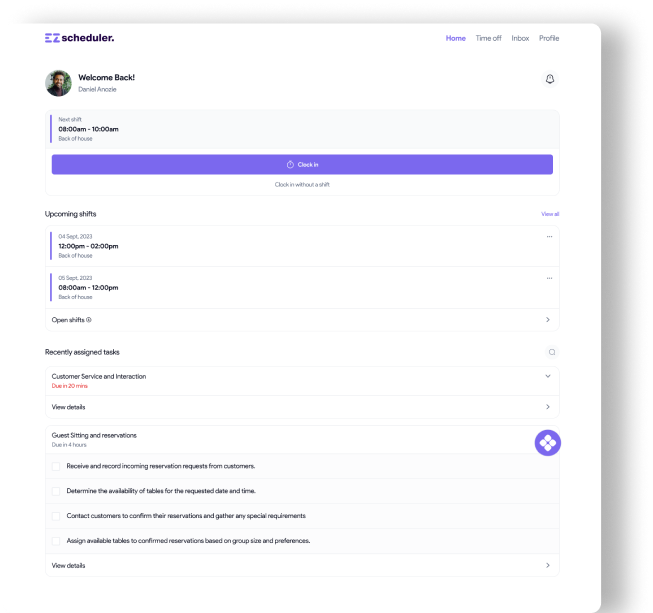 EZscheduler.
Home Time off Inbox Profile
Welcome Back!
Daniel Anozie
Next shift
08:00am - 10:00am
Back of house
Clock in
Clock in without a shift
Upcoming shifts
View all
04 Sept, 2023
12:00pm - 02:00pm
Back of house
05 Sept, 2023
08:00am - 12:00pm
Back of house
Open shifts
Recently assigned tasks
Customer Service and Interaction
Due in 20 mins
View details
Guest Sitting and reservations
Due in 4 hours
Receive and record incoming reservation requests from customers.
Determine the availability of tables for the requested date and time.
Contact customers to confirm their reservations and gather any special requirements
Assign available tables to confirmed reservations based on group size and preferences.
View details